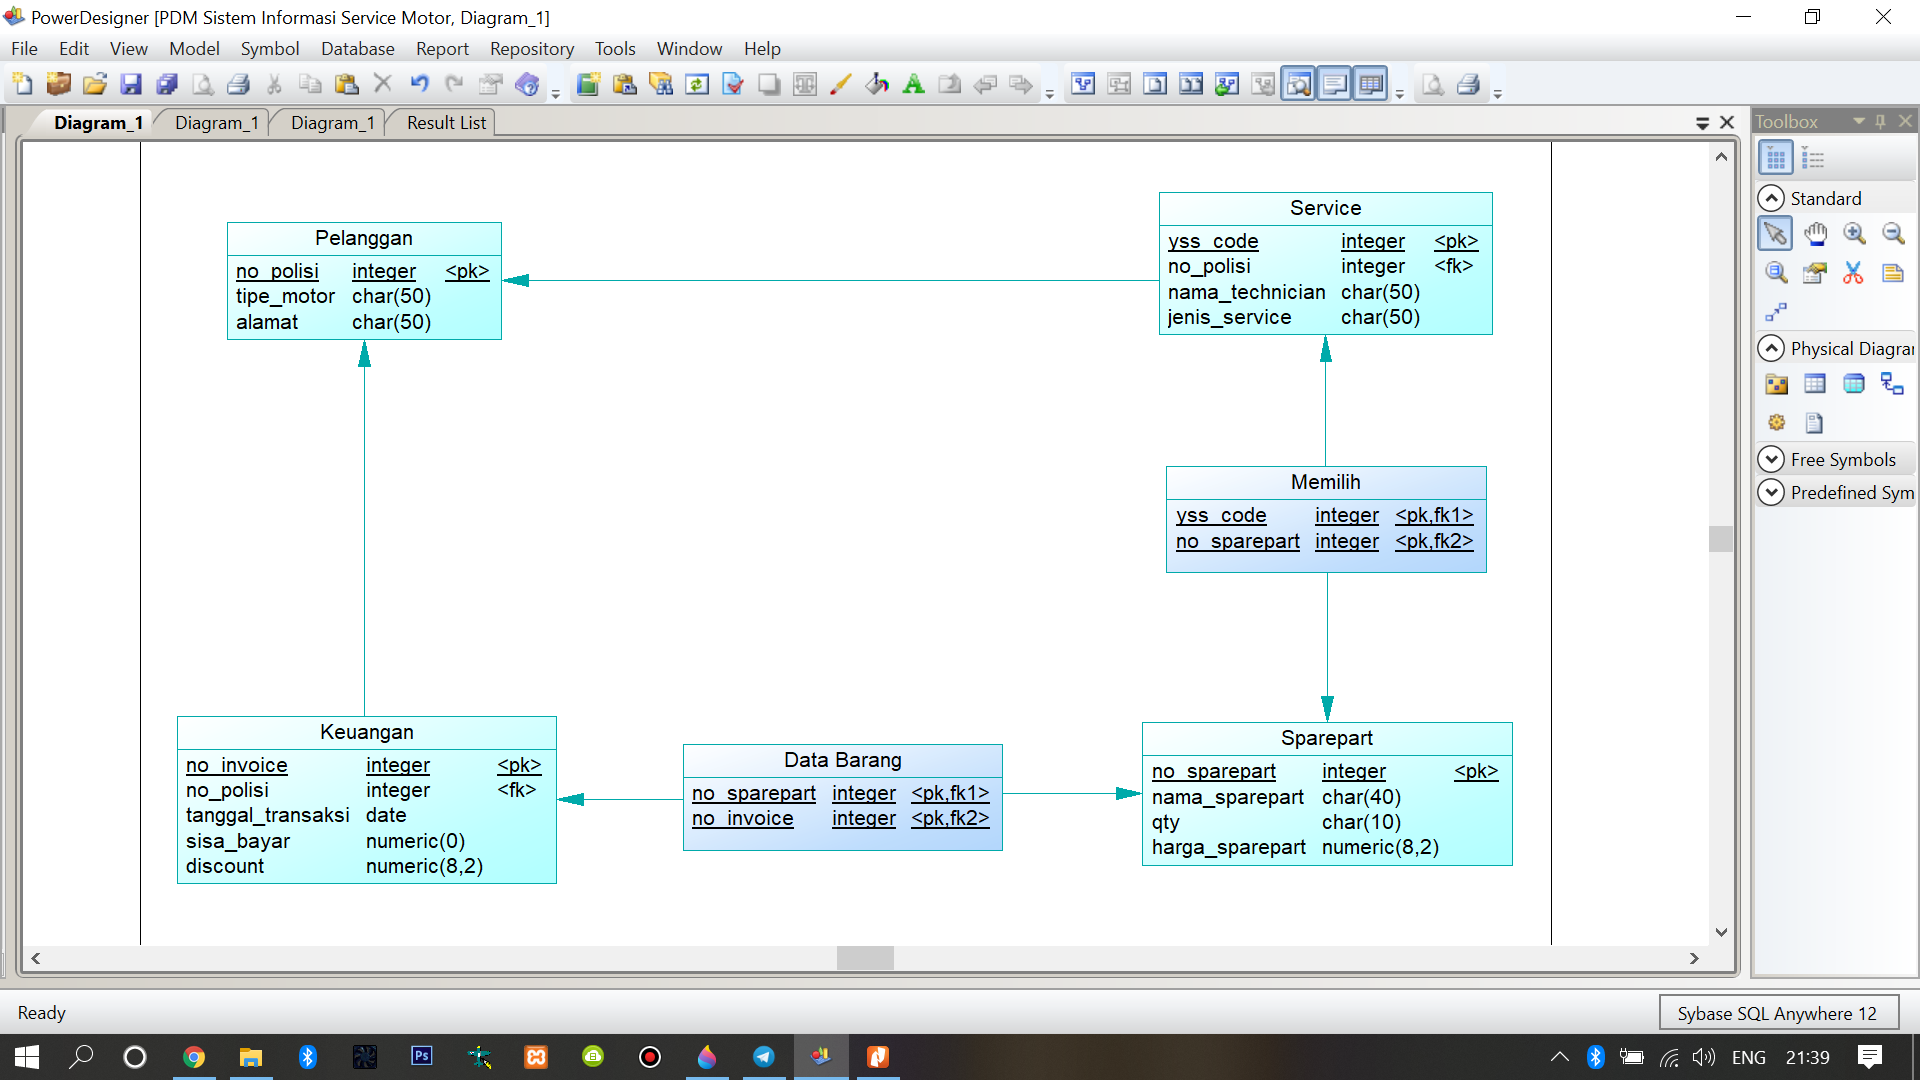 PowerDesigner [PDM Sistem Informasi Service Motor, Diagram_1]
File Edit View Model Symbol Database Report Repository Tools Window Help
Diagram_1 Diagram_1 Diagram_1 Result List
Toolbox
Standard
Physical Diagra
Free Symbols
Predefined Sym
Pelanggan
no_polisi integer <pk>
tipe_motor char(50)
alamat char(50)
Service
yss_code integer <pk>
no_polisi integer <fk>
nama_technician char(50)
jenis_service char(50)
Memilih
yss_code integer <pk,fk1>
no_sparepart integer <pk,fk2>
Keuangan
no_invoice integer <pk>
no_polisi integer <fk>
tanggal_transaksi date
sisa_bayar numeric(0)
discount numeric(8,2)
Data Barang
no_sparepart integer <pk,fk1>
no_invoice integer <pk,fk2>
Sparepart
no_sparepart integer <pk>
nama_sparepart char(40)
qty char(10)
harga_sparepart numeric(8,2)
Ready
Sybase SQL Anywhere 12
Ps
ENG 21:39